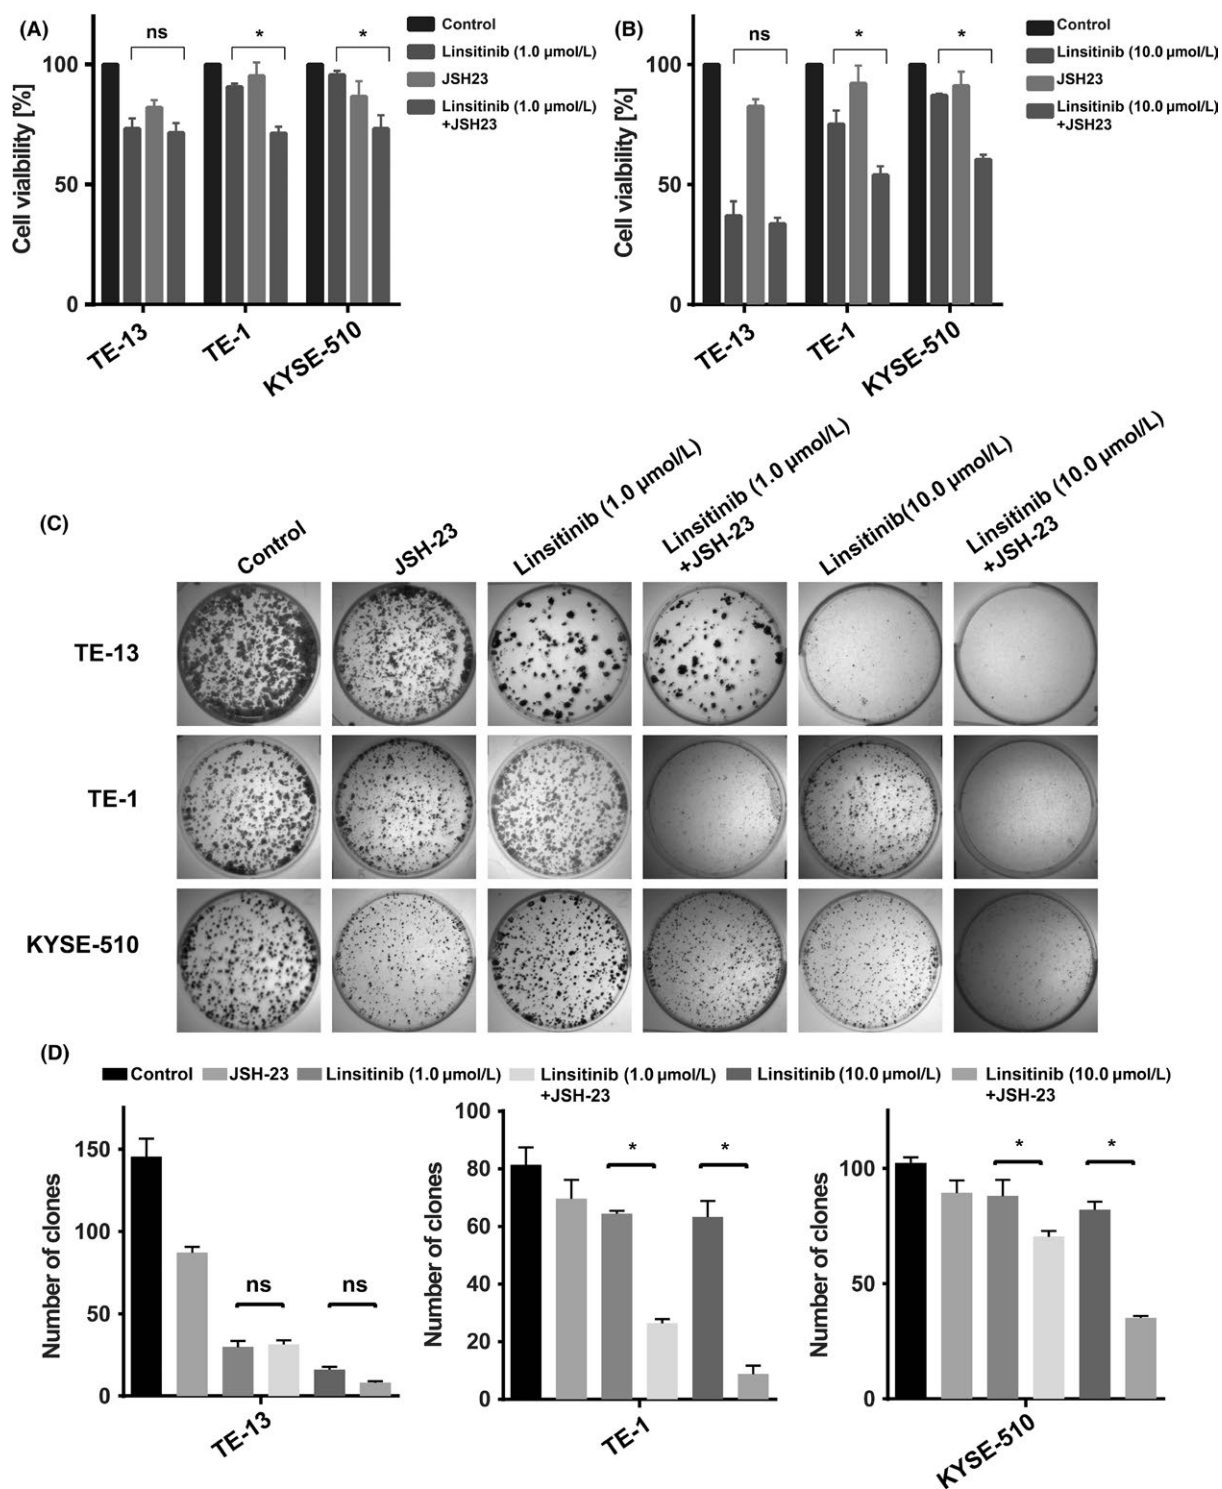 (A)
ns
*
*
Control
Linsitinib (1.0 µmol/L)
JSH23
Linsitinib (1.0 µmol/L)
+JSH23
Cell vialbility [%]
100
50
0
TE-13
TE-1
KYSE-510
(B)
ns
*
*
Control
Linsitinib (10.0 µmol/L)
JSH23
Linsitinib (10.0 µmol/L)
+JSH23
Cell vialbility [%]
100
50
0
TE-13
TE-1
KYSE-510
(C)
Control
JSH-23
Linsitinib (1.0 µmol/L)
Linsitinib (1.0 µmol/L)
+JSH-23
Linsitinib(10.0 µmol/L)
Linsitinib (10.0 µmol/L)
+JSH-23
TE-13
TE-1
KYSE-510
(D)
Control
JSH-23
Linsitinib (1.0 µmol/L)
Linsitinib (1.0 µmol/L)
+JSH-23
Linsitinib (10.0 µmol/L)
Linsitinib (10.0 µmol/L)
+JSH-23
Number of clones
150
100
50
0
ns
ns
TE-13
Number of clones
100
80
60
40
20
0
*
*
TE-1
Number of clones
100
50
0
*
*
KYSE-510